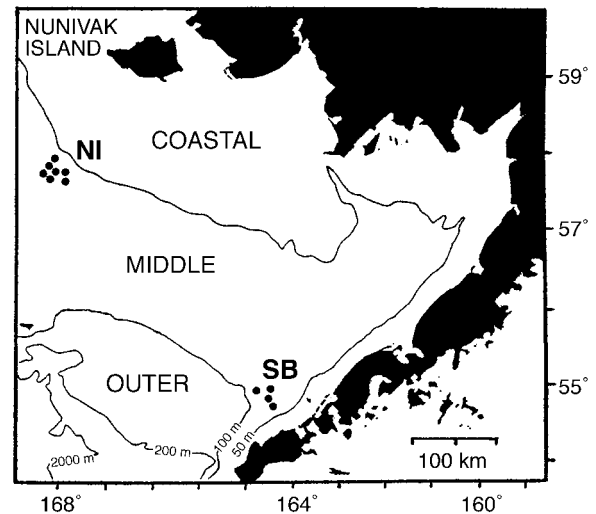 NUNIVAK
ISLAND
59°
COASTAL
NI
57°
MIDDLE
SB
OUTER
55°
100 m
50 m
200 m
2000 m
100 km
168°
164°
160°